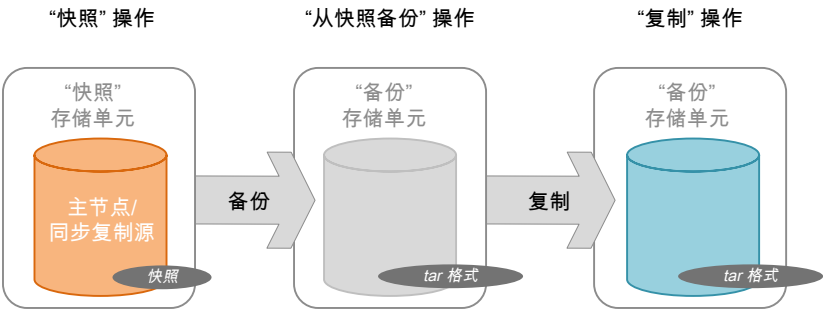 “快照” 操作
“从快照备份” 操作
“复制” 操作
“快照”
存储单元
主节点/
同步复制源
快照
备份
“备份”
存储单元
tar 格式
复制
“备份”
存储单元
tar 格式